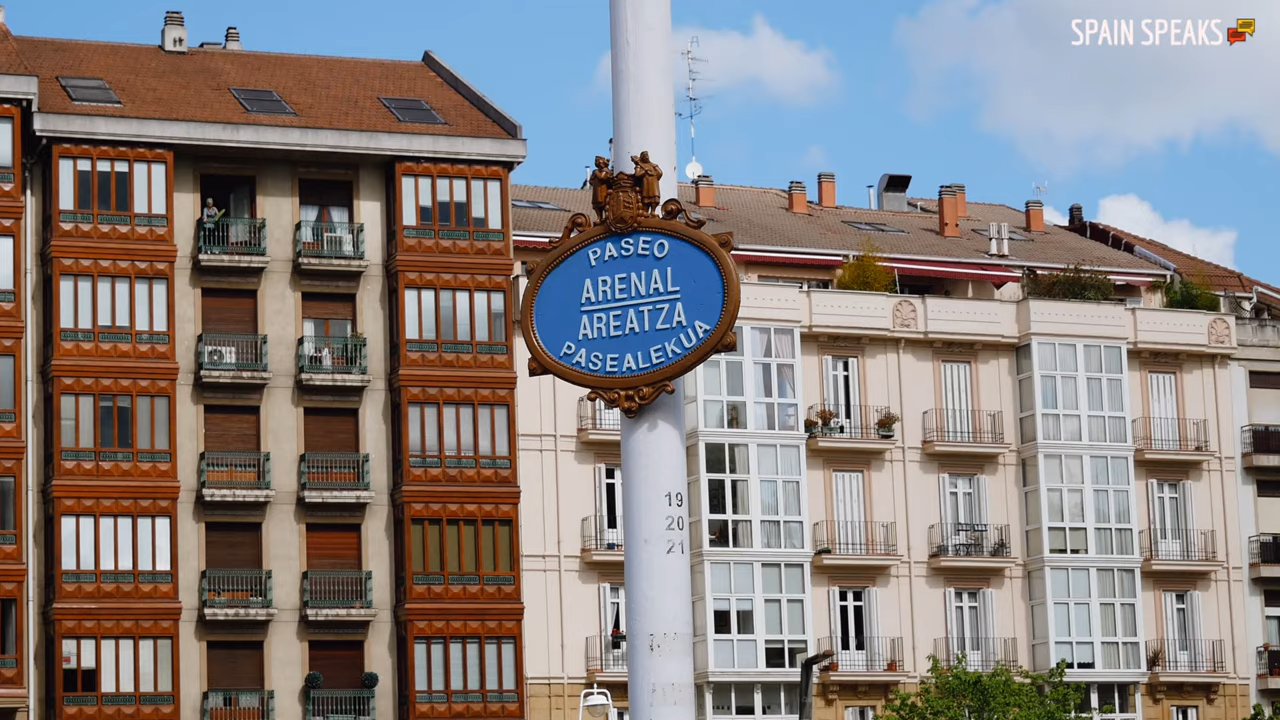 SPAIN SPEAKS
PASEO
ARENAL
AREATZA
PASEALEKUA
19
20
21